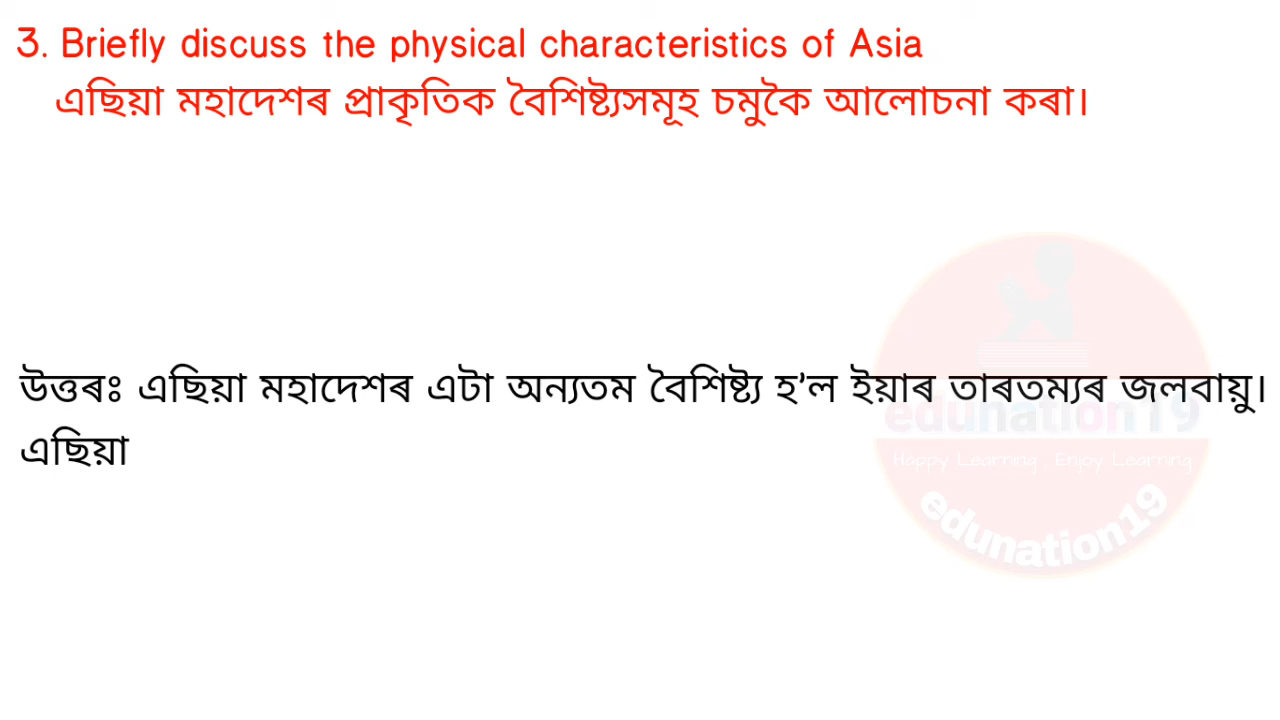 3. Briefly discuss the physical characteristics of Asia
এছিয়া মহাদেশৰ প্ৰাকৃতিক বৈশিষ্ট্যসমূহ চমুকৈ আলোচনা কৰা।
উত্তৰঃ এছিয়া মহাদেশৰ এটা অন্যতম বৈশিষ্ট্য হ’ল ইয়াৰ তাৰতম্যৰ জলবায়ু।
এছিয়া
edunation19
Happy Learning , Enjoy Learning
edunation19